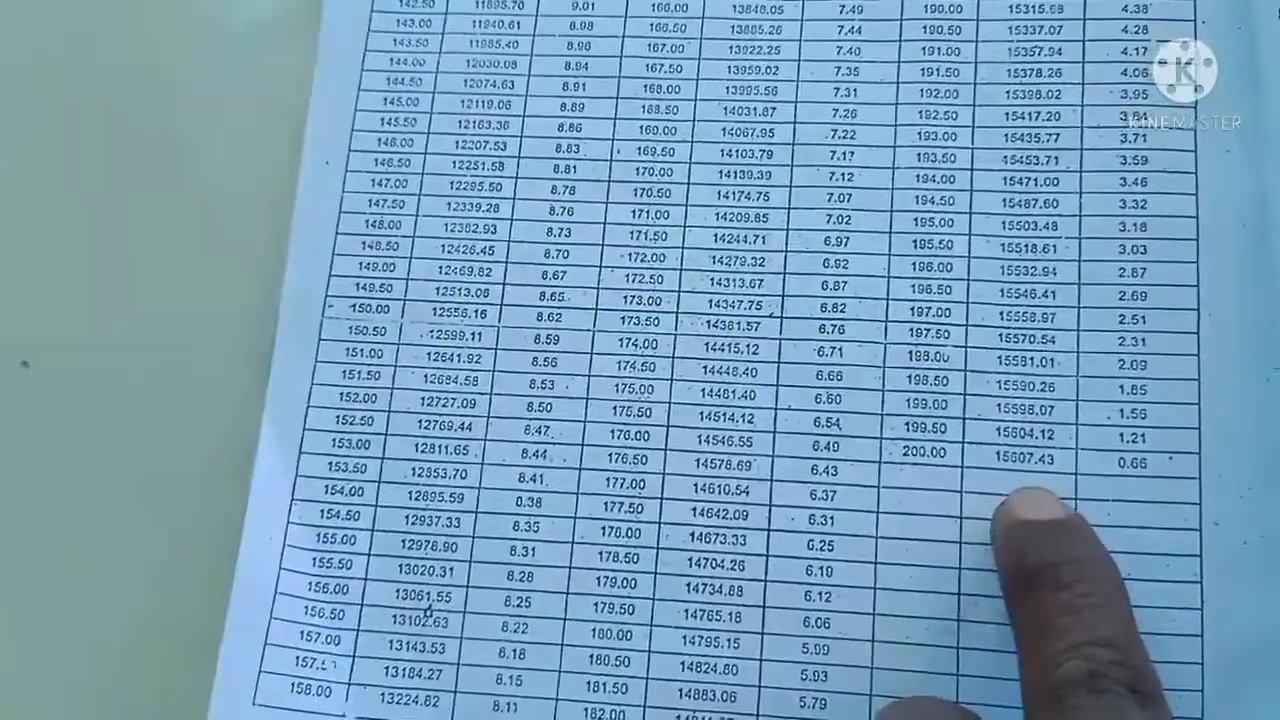 142.50 11895.70 9.01 166.00 13848.05 7.49 190.00 15315.68 4.38
143.00 11940.61 8.98 166.50 13885.26 7.44 190.50 15337.07 4.28
143.50 11985.40 8.96 167.00 13922.25 7.40 191.00 15357.94 4.17
144.00 12030.08 8.94 167.50 13959.02 7.35 191.50 15378.26 4.06
144.50 12074.63 8.91 168.00 13995.56 7.31 192.00 15398.02 3.95
145.00 12119.06 8.89 168.50 14031.87 7.26 192.50 15417.20 3.84
145.50 12163.36 8.86 169.00 14067.95 7.22 193.00 15435.77 3.71
146.00 12207.53 8.83 169.50 14103.79 7.17 193.50 15453.71 3.59
146.50 12251.58 8.81 170.00 14139.39 7.12 194.00 15471.00 3.46
147.00 12295.50 8.78 170.50 14174.75 7.07 194.50 15487.60 3.32
147.50 12339.28 8.76 171.00 14209.85 7.02 195.00 15503.48 3.18
148.00 12382.93 8.73 171.50 14244.71 6.97 195.50 15518.61 3.03
148.50 12426.45 8.70 172.00 14279.32 6.92 196.00 15532.94 2.87
149.00 12469.82 8.67 172.50 14313.67 6.87 196.50 15546.41 2.69
149.50 12513.06 8.65 173.00 14347.75 6.82 197.00 15558.97 2.51
150.00 12556.16 8.62 173.50 14381.57 6.76 197.50 15570.54 2.31
150.50 12599.11 8.59 174.00 14415.12 6.71 198.00 15581.01 2.09
151.00 12641.92 8.56 174.50 14448.40 6.66 198.50 15590.26 1.85
151.50 12684.58 8.53 175.00 14481.40 6.60 199.00 15598.07 1.56
152.00 12727.09 8.50 175.50 14514.12 6.54 199.50 15604.12 1.21
152.50 12769.44 8.47 176.00 14546.55 6.49 200.00 15607.43 0.66
153.00 12811.65 8.44 176.50 14578.69 6.43
153.50 12853.70 8.41 177.00 14610.54 6.37
154.00 12895.59 8.38 177.50 14642.09 6.31
154.50 12937.33 8.35 178.00 14673.33 6.25
155.00 12978.90 8.31 178.50 14704.26 6.19
155.50 13020.31 8.28 179.00 14734.88 6.12
156.00 13061.55 8.25 179.50 14765.18 6.06
156.50 13102.63 8.22 180.00 14795.15 5.99
157.00 13143.53 8.18 180.50 14824.80 5.93
13184.27 8.15 181.50 14883.06 5.79
158.00 13224.82 8.11 182.00
K
KINEMASTER